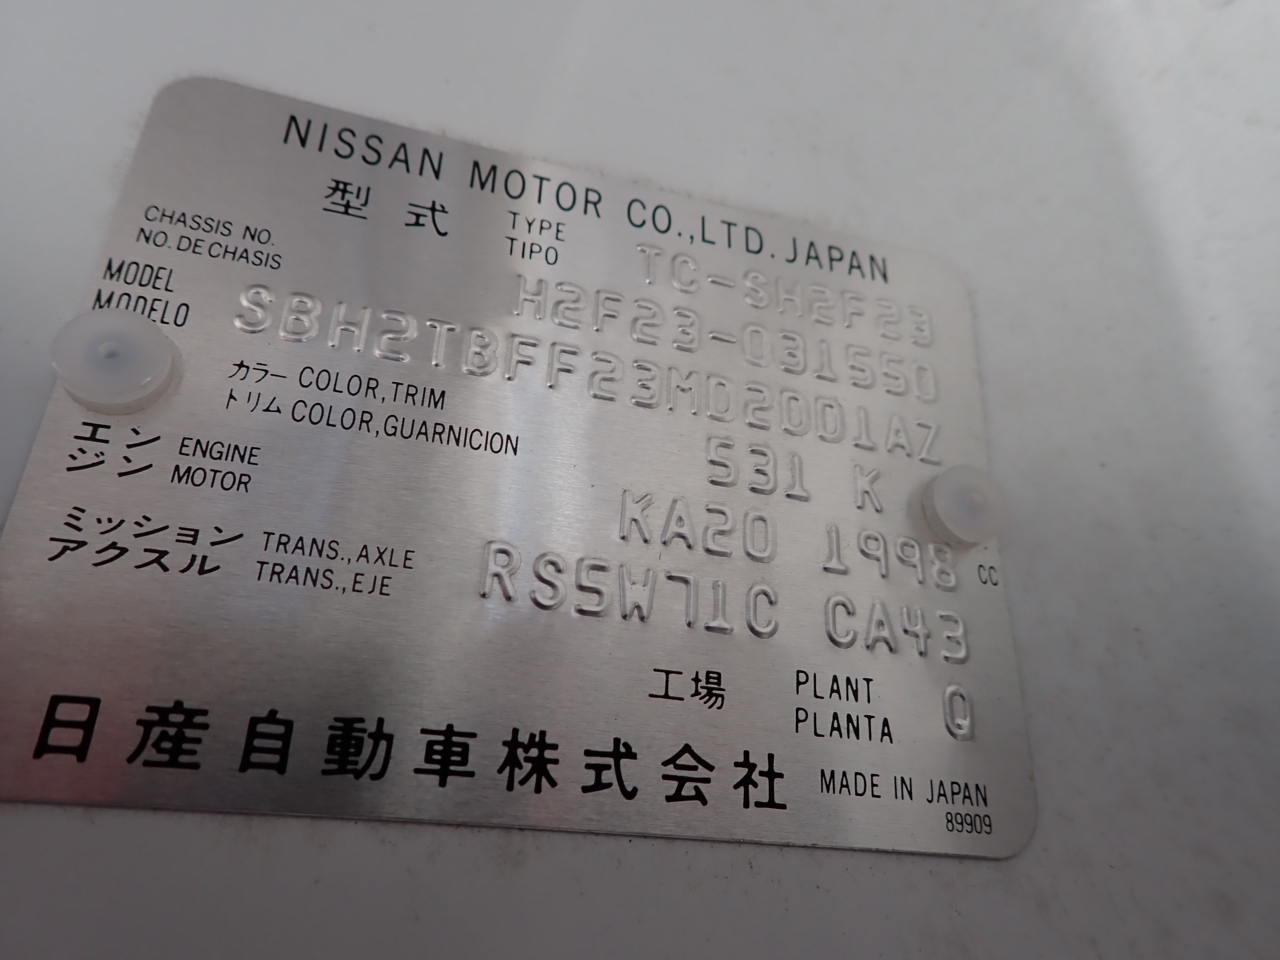 NISSAN MOTOR CO.,LTD. JAPAN
型式 TYPE TIPO TC-SH2F23
CHASSIS NO. NO. DE CHASIS H2F23-031550
MODEL MODELO SBH2TBFF23MD2001AZ
カラー COLOR,TRIM
トリム COLOR,GUARNICION 531 K
エンジン ENGINE MOTOR KA20 1998 CC
ミッション TRANS.,AXLE
アクスル TRANS.,EJE RS5W71C CA43
工場 PLANT PLANTA Q
日産自動車株式会社 MADE IN JAPAN
89909